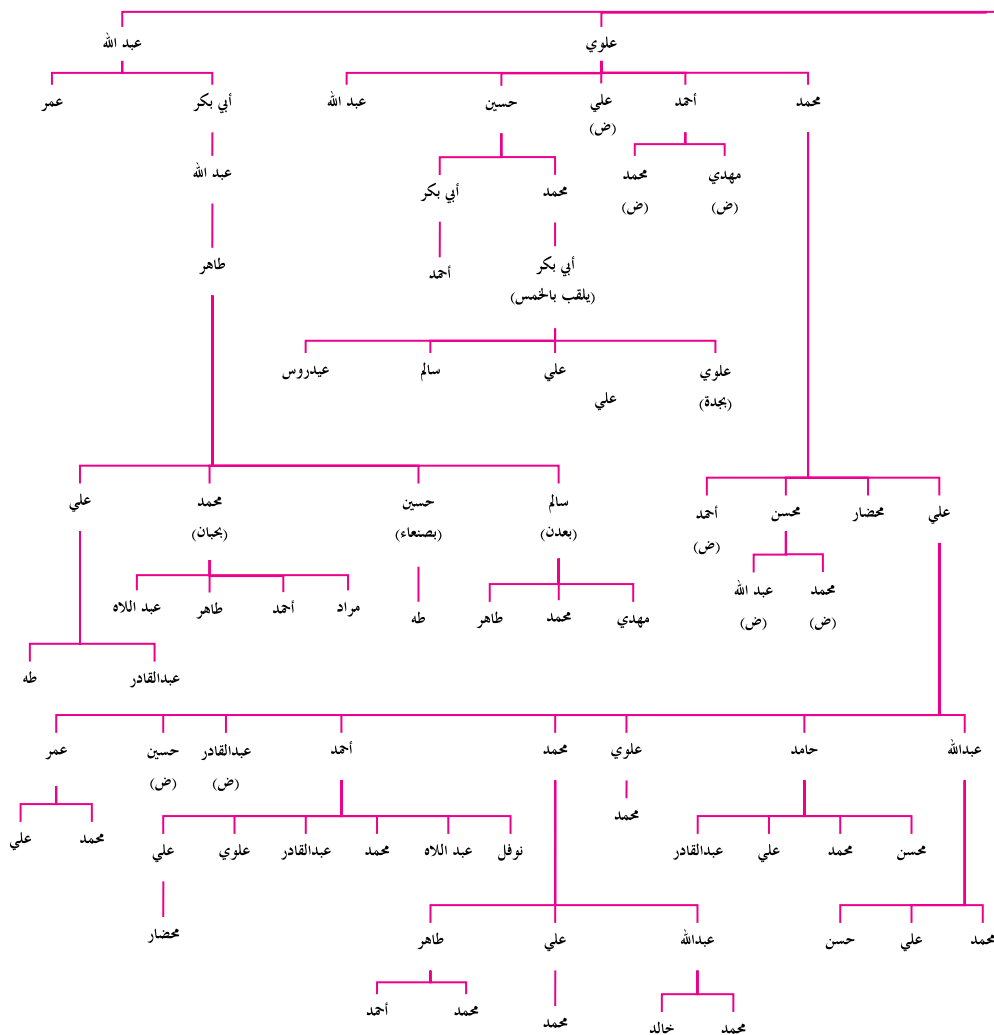 علوي
عبد الله
محمد
أحمد
علي
(ض)
حسين
عبد الله
أبي بكر
عمر
مهدي
(ض)
محمد
(ض)
محمد
أبي بكر
عبد الله
أبي بكر
(يلقب بالخمس)
أحمد
طاهر
علوي
(بجدة)
علي
سالم
عيدروس
علي
علي
محضار
محسن
أحمد
(ض)
سالم
(بعدن)
حسين
(بصنعاء)
محمد
(بحبان)
علي
محمد
(ض)
عبد الله
(ض)
مهدي
محمد
طاهر
طه
مراد
أحمد
طاهر
عبد اللاه
عبدالقادر
طه
عبدالله
حامد
علوي
محمد
أحمد
عبدالقادر
(ض)
حسين
(ض)
عمر
محسن
محمد
علي
عبدالقادر
محمد
نوفل
عبد اللاه
محمد
عبدالقادر
علوي
علي
محمد
علي
محمد
علي
حسن
عبدالله
علي
طاهر
محضار
محمد
خالد
محمد
محمد
أحمد